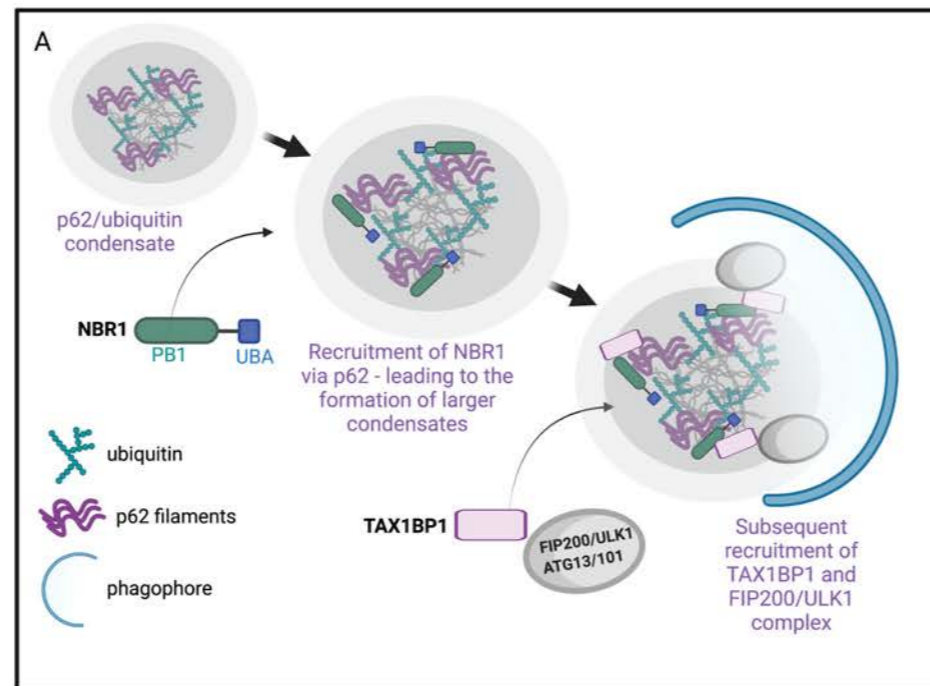 A
p62/ubiquitin
condensate
NBR1
PB1
UBA
Recruitment of NBR1
via p62 - leading to the
formation of larger
condensates
ubiquitin
p62 filaments
phagophore
TAX1BP1
FIP200/ULK1
ATG13/101
Subsequent
recruitment of
TAX1BP1 and
FIP200/ULK1
complex